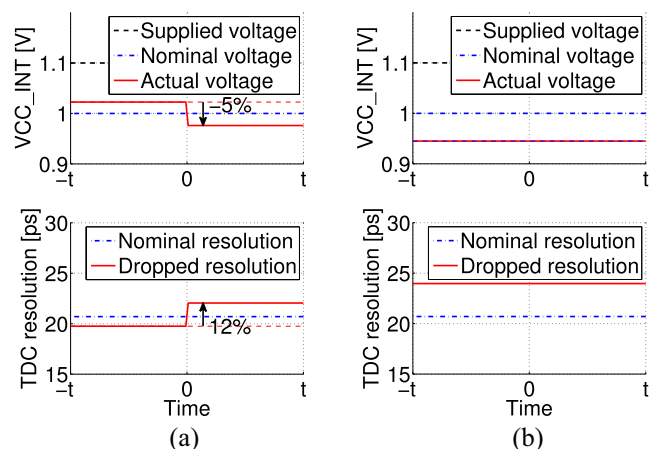 VCC_INT [V]
1.1
1
0.9
Supplied voltage
Nominal voltage
Actual voltage
−5%
−t
0
t
VCC_INT [V]
1.1
1
0.9
Supplied voltage
Nominal voltage
Actual voltage
−t
0
t
TDC resolution [ps]
30
25
20
15
Nominal resolution
Dropped resolution
12%
−t
0
t
Time
(a)
TDC resolution [ps]
30
25
20
15
Nominal resolution
Dropped resolution
−t
0
t
Time
(b)